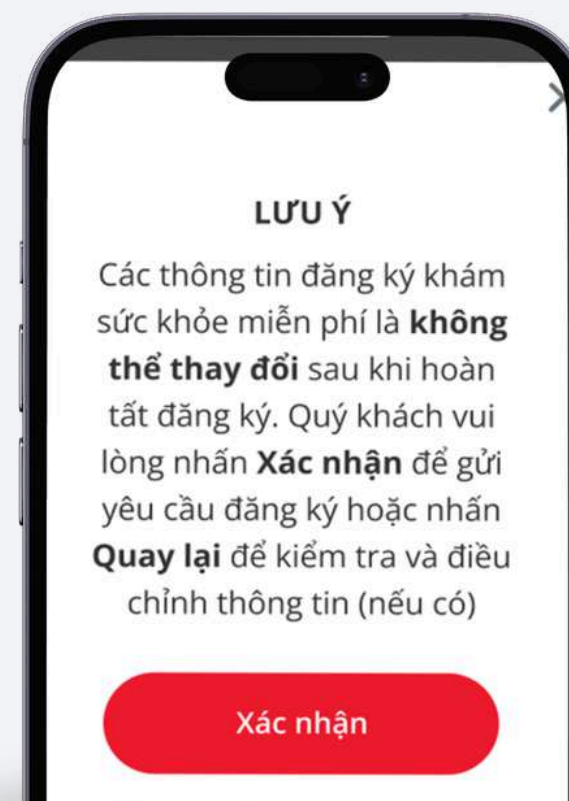 LƯU Ý
Các thông tin đăng ký khám
sức khỏe miễn phí là không
thể thay đổi sau khi hoàn
tất đăng ký. Quý khách vui
lòng nhấn Xác nhận để gửi
yêu cầu đăng ký hoặc nhấn
Quay lại để kiểm tra và điều
chỉnh thông tin (nếu có)
Xác nhận